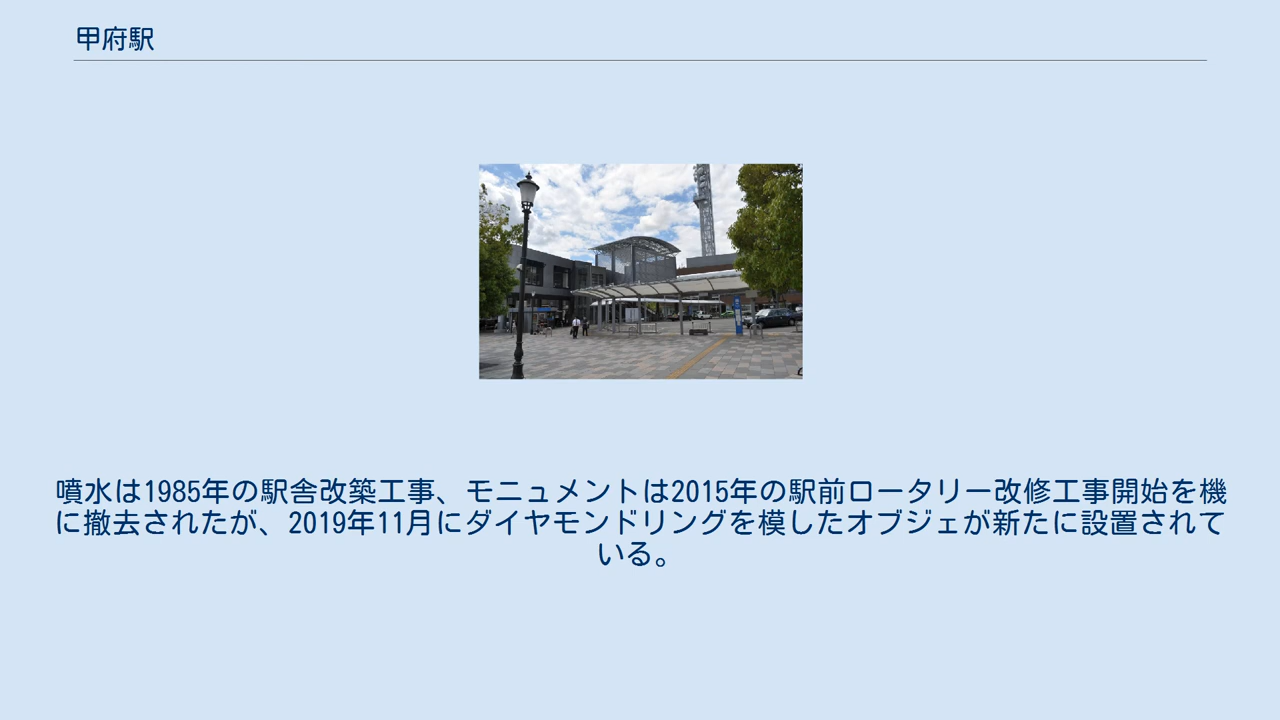 甲府駅
噴水は1985年の駅舎改築工事、モニュメントは2015年の駅前ロータリー改修工事開始を機
に撤去されたが、2019年11月にダイヤモンドリングを模したオブジェが新たに設置されて
いる。